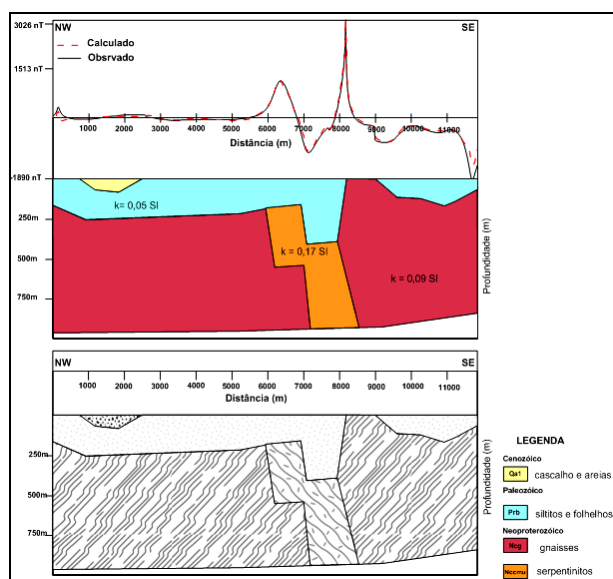 3026 nT
NW
SE
Calculado
Obsrvado
1513 nT
1000 2000 3000 4000 5000 6000 7000 8000 9000 10000 11000
Distância (m)
-1890 nT
k= 0,05 SI
250m
k= 0,17 SI
500m
k = 0,09 SI
750m
Profundidade (m)
NW
SE
1000 2000 3000 4000 5000 6000 7000 8000 9000 10000 11000
Distância (m)
250m
500m
750m
Profundidade (m)
LEGENDA
Cenozóico
Qa1 cascalho e areias
Paleozóico
Prb siltitos e folhelhos
Neoproterozóico
Ncg gnaisses
Nccmu serpentinitos